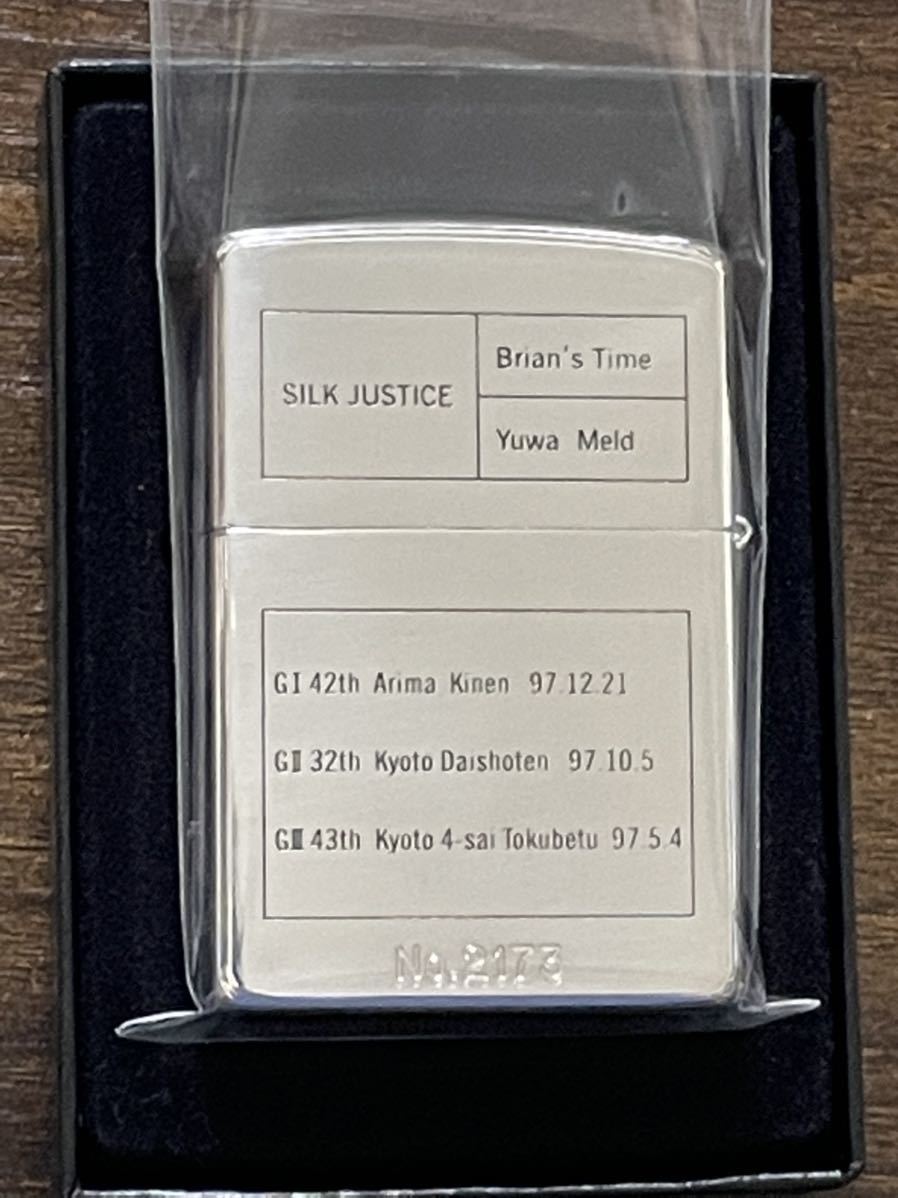 SILK JUSTICE
Brian's Time
Yuwa Meld
GI 42th Arima Kinen 97.12.21
GII 32th Kyoto Daishoten 97.10.5
GIII 43th Kyoto 4-sai Tokubetu 97.5.4
No.2173